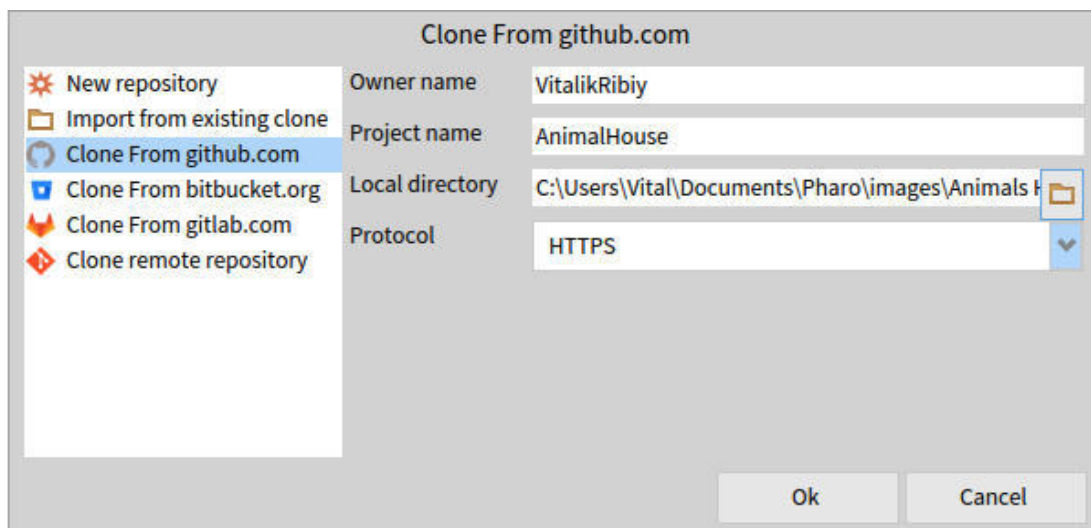 Clone From github.com
New repository
Import from existing clone
Clone From github.com
Clone From bitbucket.org
Clone From gitlab.com
Clone remote repository
Owner name VitalikRibiy
Project name AnimalHouse
Local directory C:\Users\Vital\Documents\Pharo\images\Animals
Protocol HTTPS
Ok Cancel